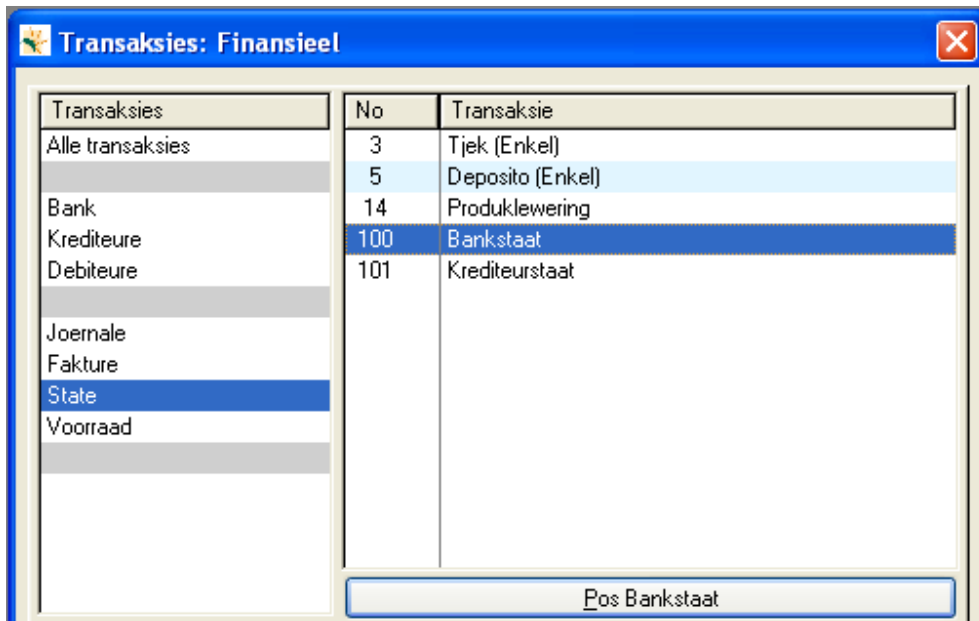 Transaksies: Finansieel
Transaksies
Alle transaksies
Bank
Krediteure
Debiteure
Joernale
Fakture
State
Voorraad
No Transaksie
3 Tjek (Enkel)
5 Deposito (Enkel)
14 Produklewering
100 Bankstaat
101 Krediteurstaat
Pos Bankstaat